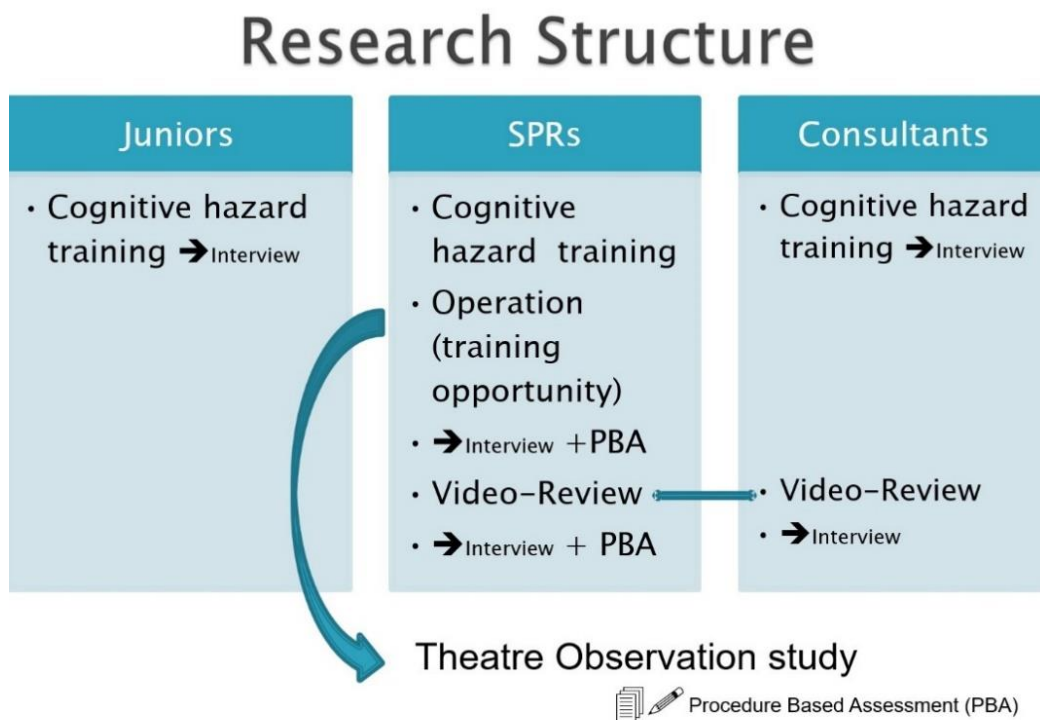 Research Structure
Juniors
• Cognitive hazard
training ➔Interview
SPRs
• Cognitive
hazard training
• Operation
(training
opportunity)
• ➔Interview +PBA
• Video-Review
• ➔Interview + PBA
Consultants
• Cognitive hazard
training ➔Interview
• Video-Review
• ➔Interview
Theatre Observation study
Procedure Based Assessment (PBA)